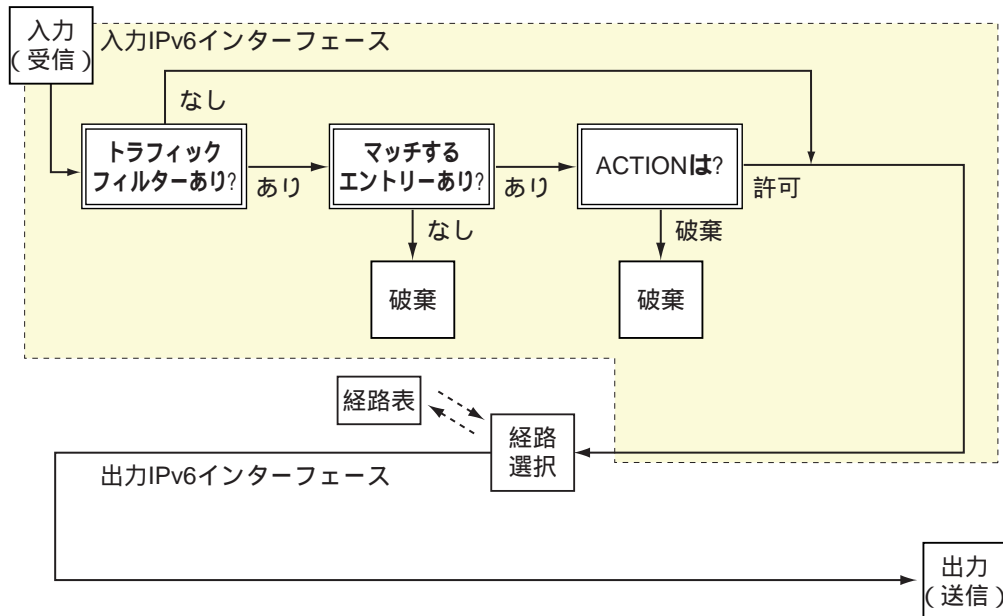 入力
(受信)
入力IPv6インターフェース
なし
トラフィック
フィルターあり?
あり
マッチする
エントリーあり?
あり
ACTIONは?
許可
なし
破棄
破棄
破棄
経路表
経路
選択
出力IPv6インターフェース
出力
(送信)